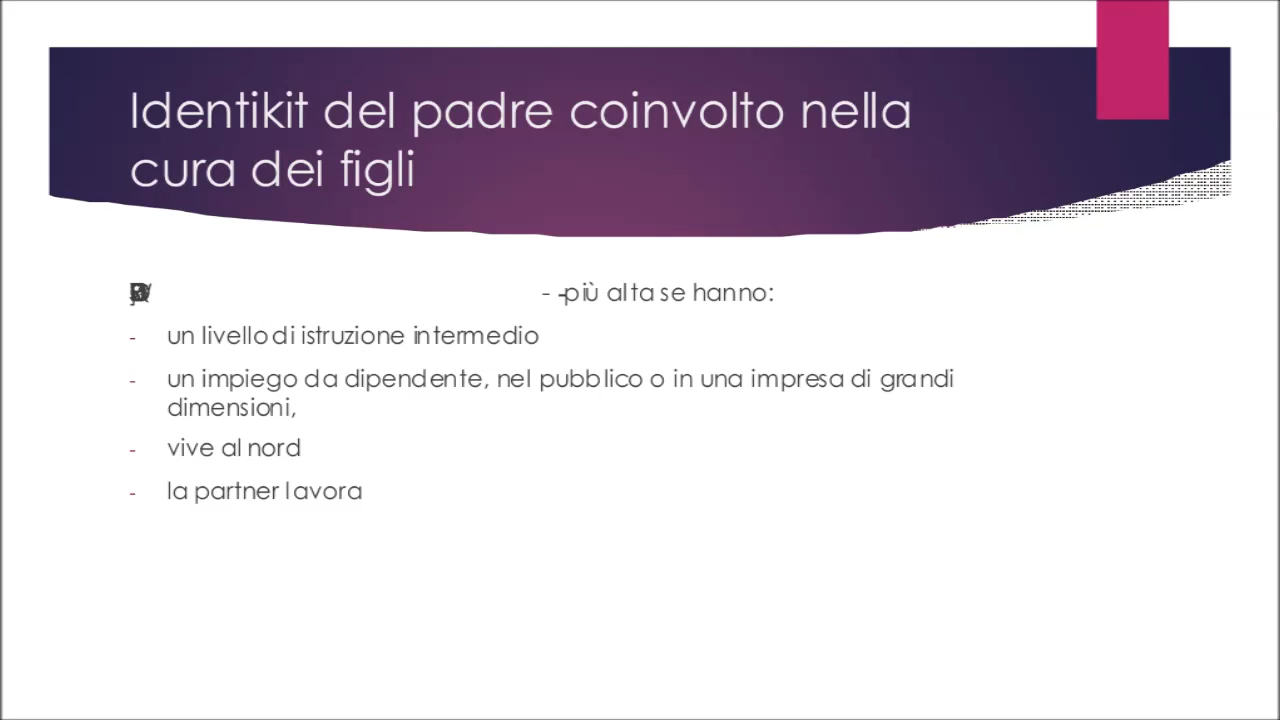 Identikit del padre coinvolto nella
cura dei figli
- -più alta se hanno:
- un livello di istruzione intermedio
- un impiego da dipendente, nel pubblico o in una impresa di grandi
dimensioni,
- vive al nord
- la partner lavora